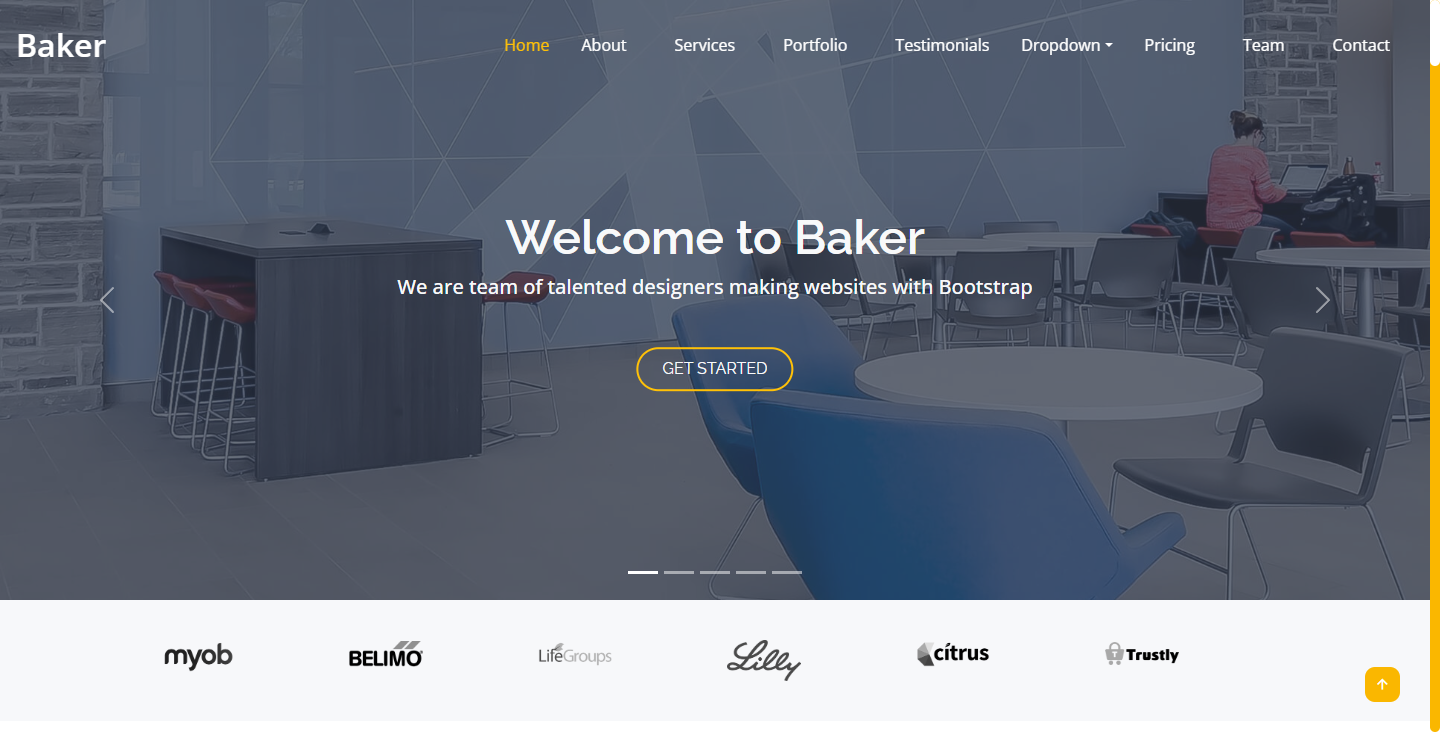 Baker
Home About Services Portfolio Testimonials Dropdown Pricing Team Contact
Welcome to Baker
We are team of talented designers making websites with Bootstrap
GET STARTED
myob BELIMO LifeGroups Lilly citrus Trustly